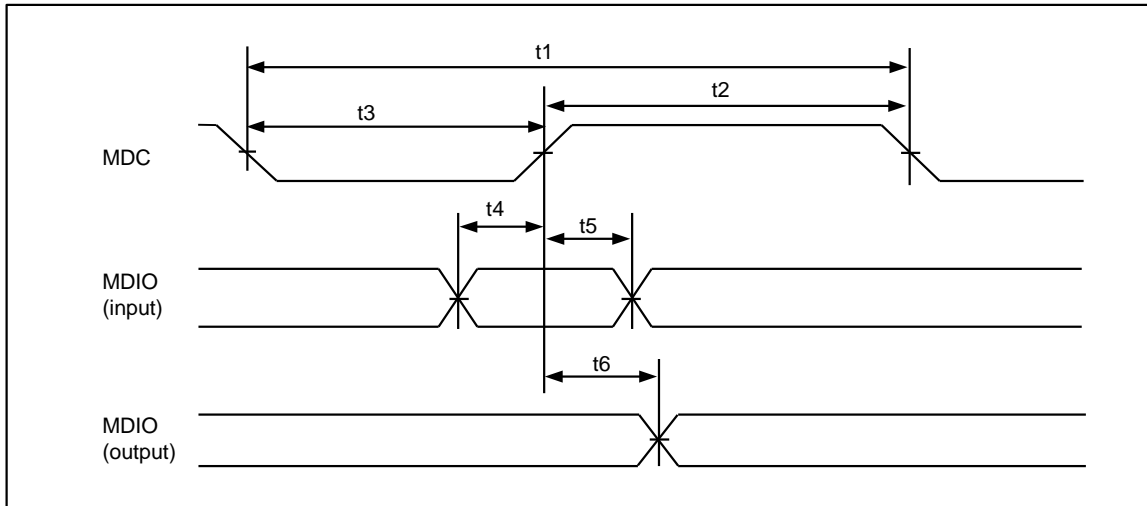 t1
t2
t3
MDC
t4
t5
MDIO
(input)
t6
MDIO
(output)